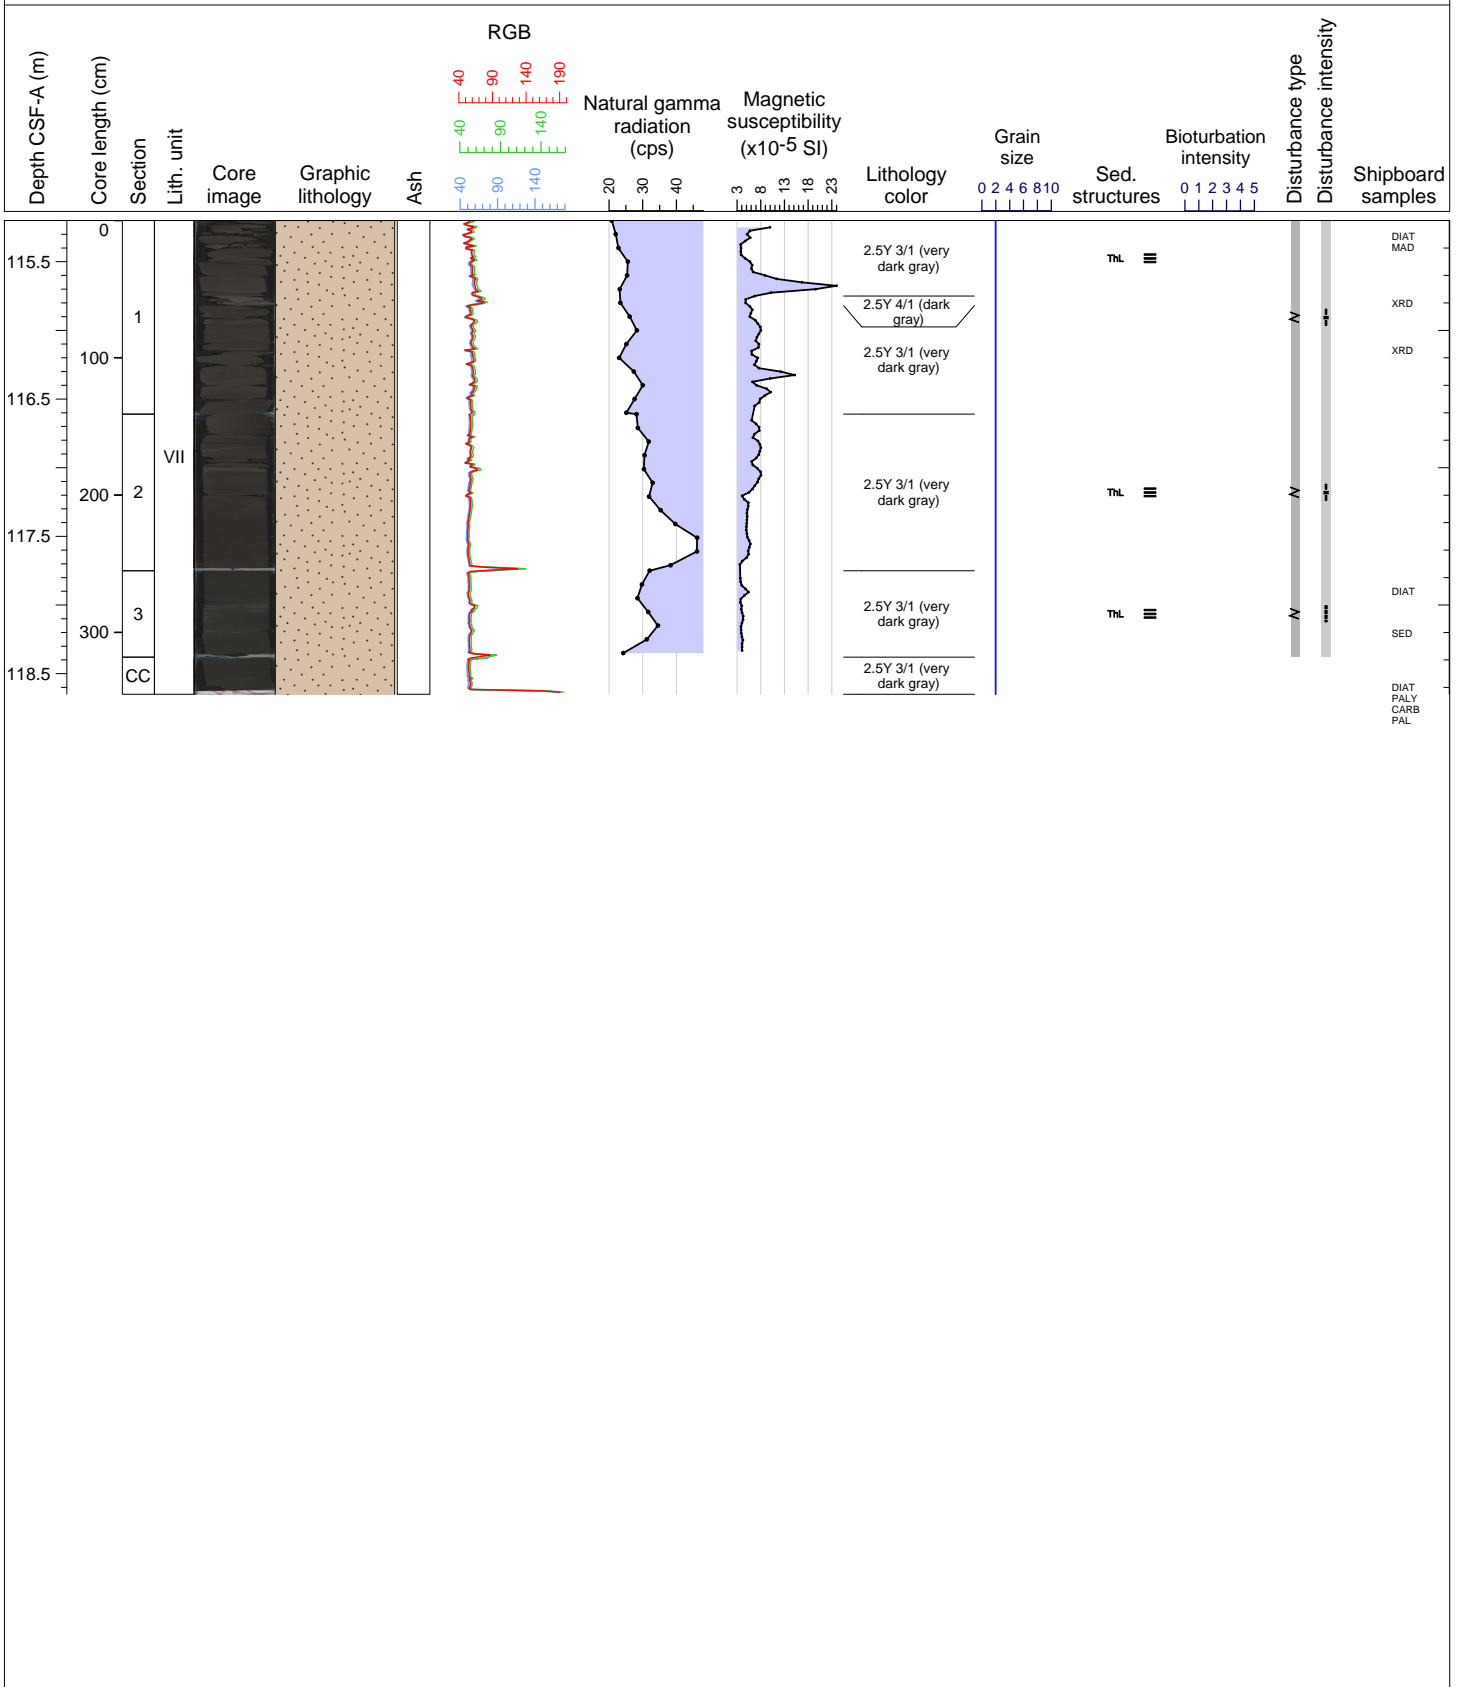 Depth CSF-A (m)
Core length (cm)
Section
Lith. unit
Core
image
Graphic
lithology
Ash
RGB
40 90 140 190
40 90 140
40 90 140
Natural gamma
radiation
(cps)
20 30 40
Magnetic
susceptibility
(x10-5 SI)
3 8 13 18 23
Lithology
color
Grain
size
0 2 4 6 8 10
Sed.
structures
Bioturbation
intensity
0 1 2 3 4 5
Disturbance type
Disturbance intensity
Shipboard
samples
115.5
116.5
117.5
118.5
0
100
200
300
1
2
3
CC
VII
2.5Y 3/1 (very
dark gray)
2.5Y 4/1 (dark
gray)
2.5Y 3/1 (very
dark gray)
2.5Y 3/1 (very
dark gray)
2.5Y 3/1 (very
dark gray)
2.5Y 3/1 (very
dark gray)
ThL
ThL
ThL
DIAT
MAD
XRD
XRD
DIAT
SED
DIAT
PALY
CARB
PAL